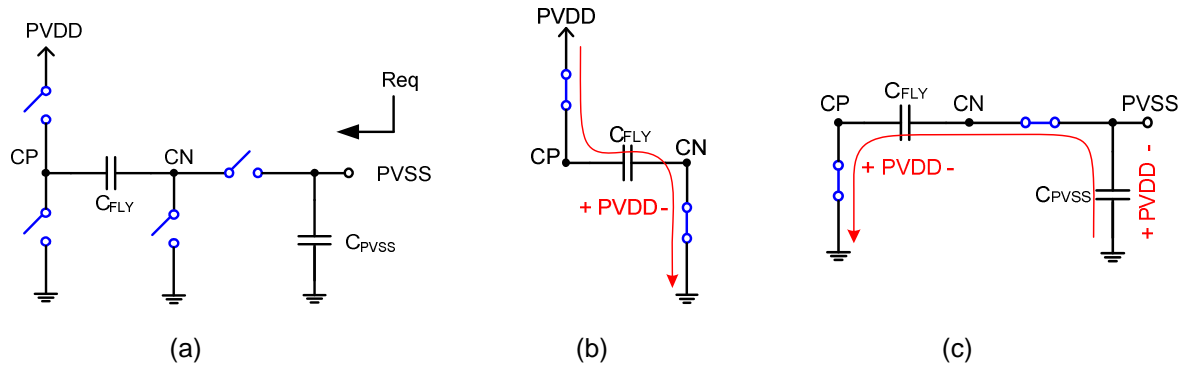 PVDD
Req
CP
CN
PVSS
CFLY
CPVSS
(a)
PVDD
CFLY
CP
CN
+ PVDD -
(b)
CP
CFLY
CN
PVSS
+ PVDD -
CPVSS
+ PVDD -
(c)